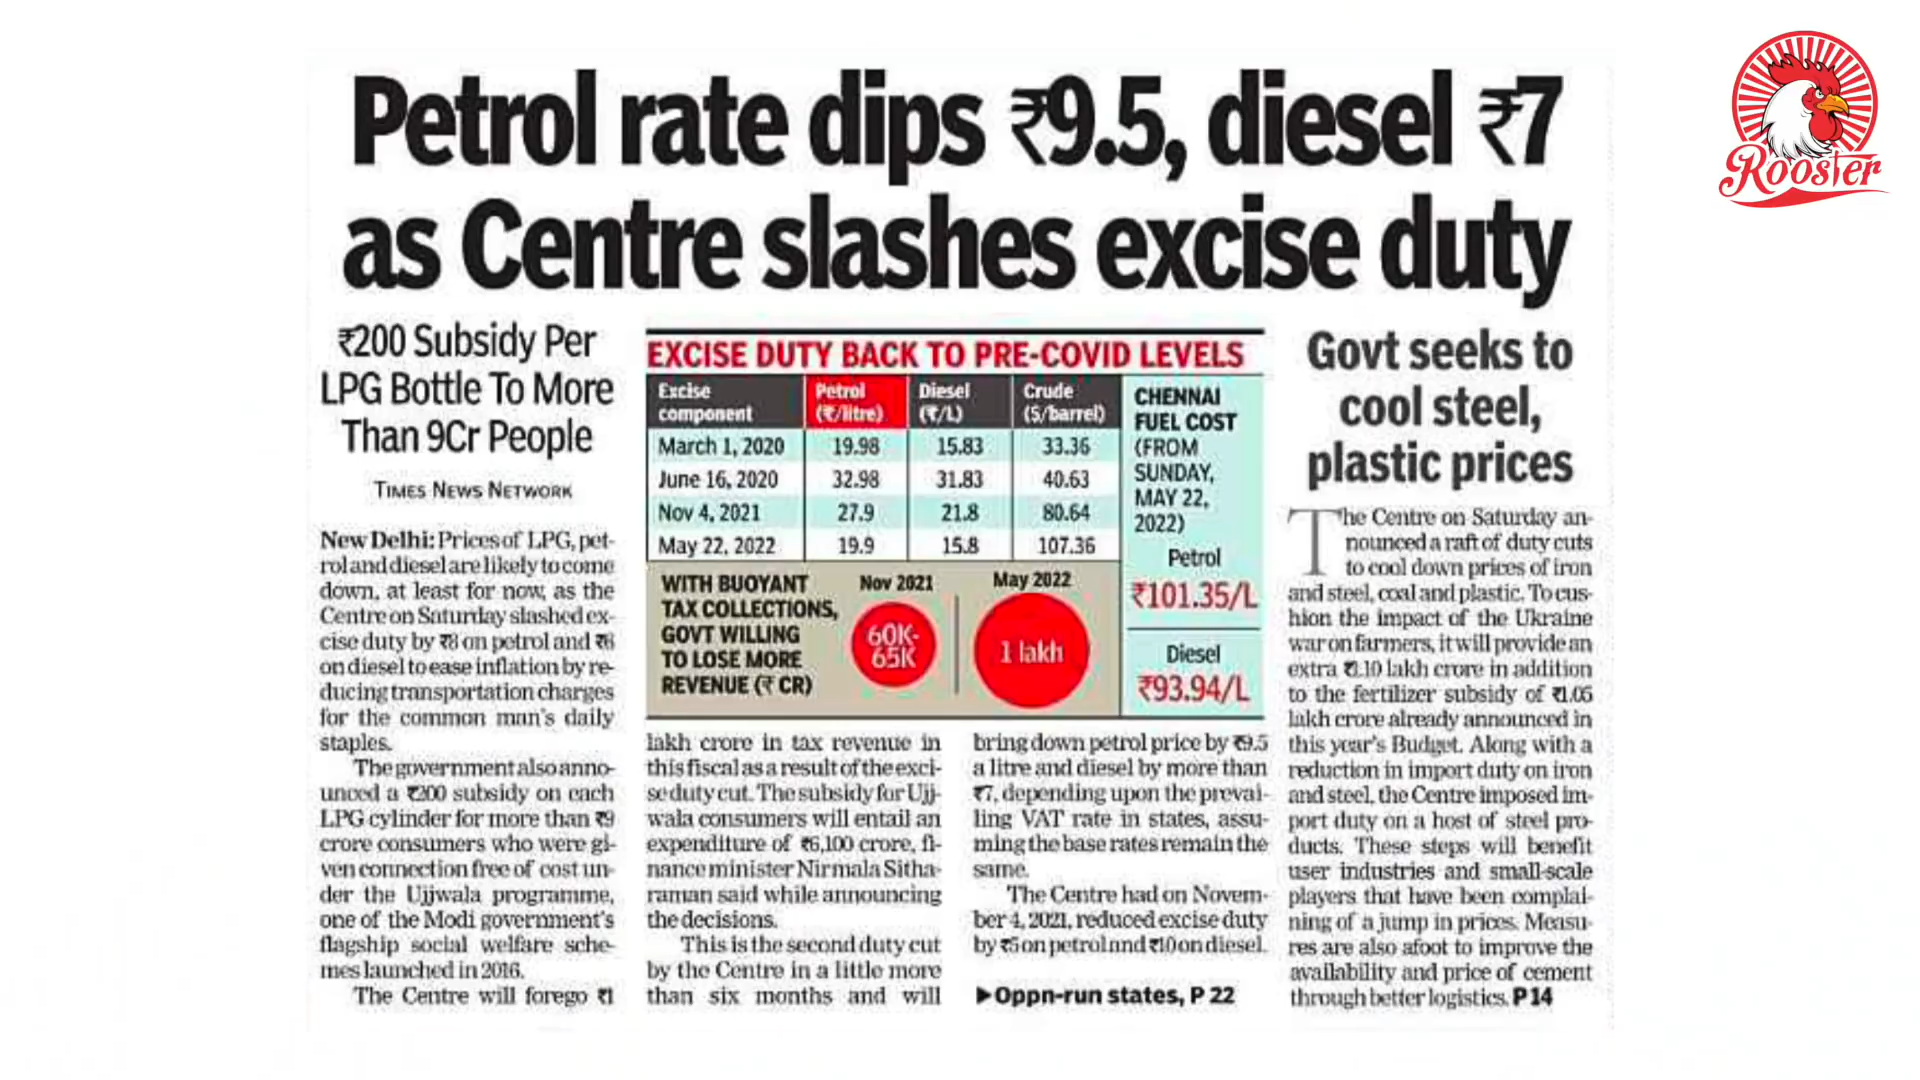 Petrol rate dips ₹9.5, diesel ₹7
as Centre slashes excise duty
Rooster
₹200 Subsidy Per
LPG Bottle To More
Than 9Cr People
TIMES NEWS NETWORK
New Delhi: Prices of LPG, pet-
rol and diesel are likely to come
down, at least for now, as the
Centre on Saturday slashed ex-
cise duty by ₹8 on petrol and ₹6
on diesel to ease inflation by re-
ducing transportation charges
for the common man's daily
staples.
The government also anno-
unced a ₹200 subsidy on each
LPG cylinder for more than ₹9
crore consumers who were gi-
ven connection free of cost un-
der the Ujjwala programme,
one of the Modi government's
flagship social welfare sche-
mes launched in 2016.
The Centre will forego ₹1
EXCISE DUTY BACK TO PRE-COVID LEVELS
Excise component Petrol (₹/litre) Diesel (₹/L) Crude ($/barrel)
March 1, 2020 19.98 15.83 33.36
June 16, 2020 32.98 31.83 40.63
Nov 4, 2021 27.9 21.8 80.64
May 22, 2022 19.9 15.8 107.36
WITH BUOYANT
TAX COLLECTIONS,
GOVT WILLING
TO LOSE MORE
REVENUE (₹ CR)
Nov 2021
60K-
65K
May 2022
1 lakh
CHENNAI
FUEL COST
(FROM
SUNDAY,
MAY 22,
2022)
Petrol
₹101.35/L
Diesel
₹93.94/L
lakh crore in tax revenue in
this fiscal as a result of the exci-
se duty cut. The subsidy for Ujj-
wala consumers will entail an
expenditure of ₹6,100 crore, fi-
nance minister Nirmala Sitha-
raman said while announcing
the decisions.
This is the second duty cut
by the Centre in a little more
than six months and will
bring down petrol price by ₹9.5
a litre and diesel by more than
₹7, depending upon the prevai-
ling VAT rate in states, assu-
ming the base rates remain the
same.
The Centre had on Novem-
ber 4, 2021, reduced excise duty
by ₹5 on petrol and ₹10 on diesel.
▶Oppn-run states, P 22
Govt seeks to
cool steel,
plastic prices
The Centre on Saturday an-
nounced a raft of duty cuts
to cool down prices of iron
and steel, coal and plastic. To cus-
hion the impact of the Ukraine
war on farmers, it will provide an
extra ₹1.10 lakh crore in addition
to the fertilizer subsidy of ₹1.05
lakh crore already announced in
this year's Budget. Along with a
reduction in import duty on iron
and steel, the Centre imposed im-
port duty on a host of steel pro-
ducts. These steps will benefit
user industries and small-scale
players that have been complai-
ning of a jump in prices. Measu-
res are also afoot to improve the
availability and price of cement
through better logistics. P 14